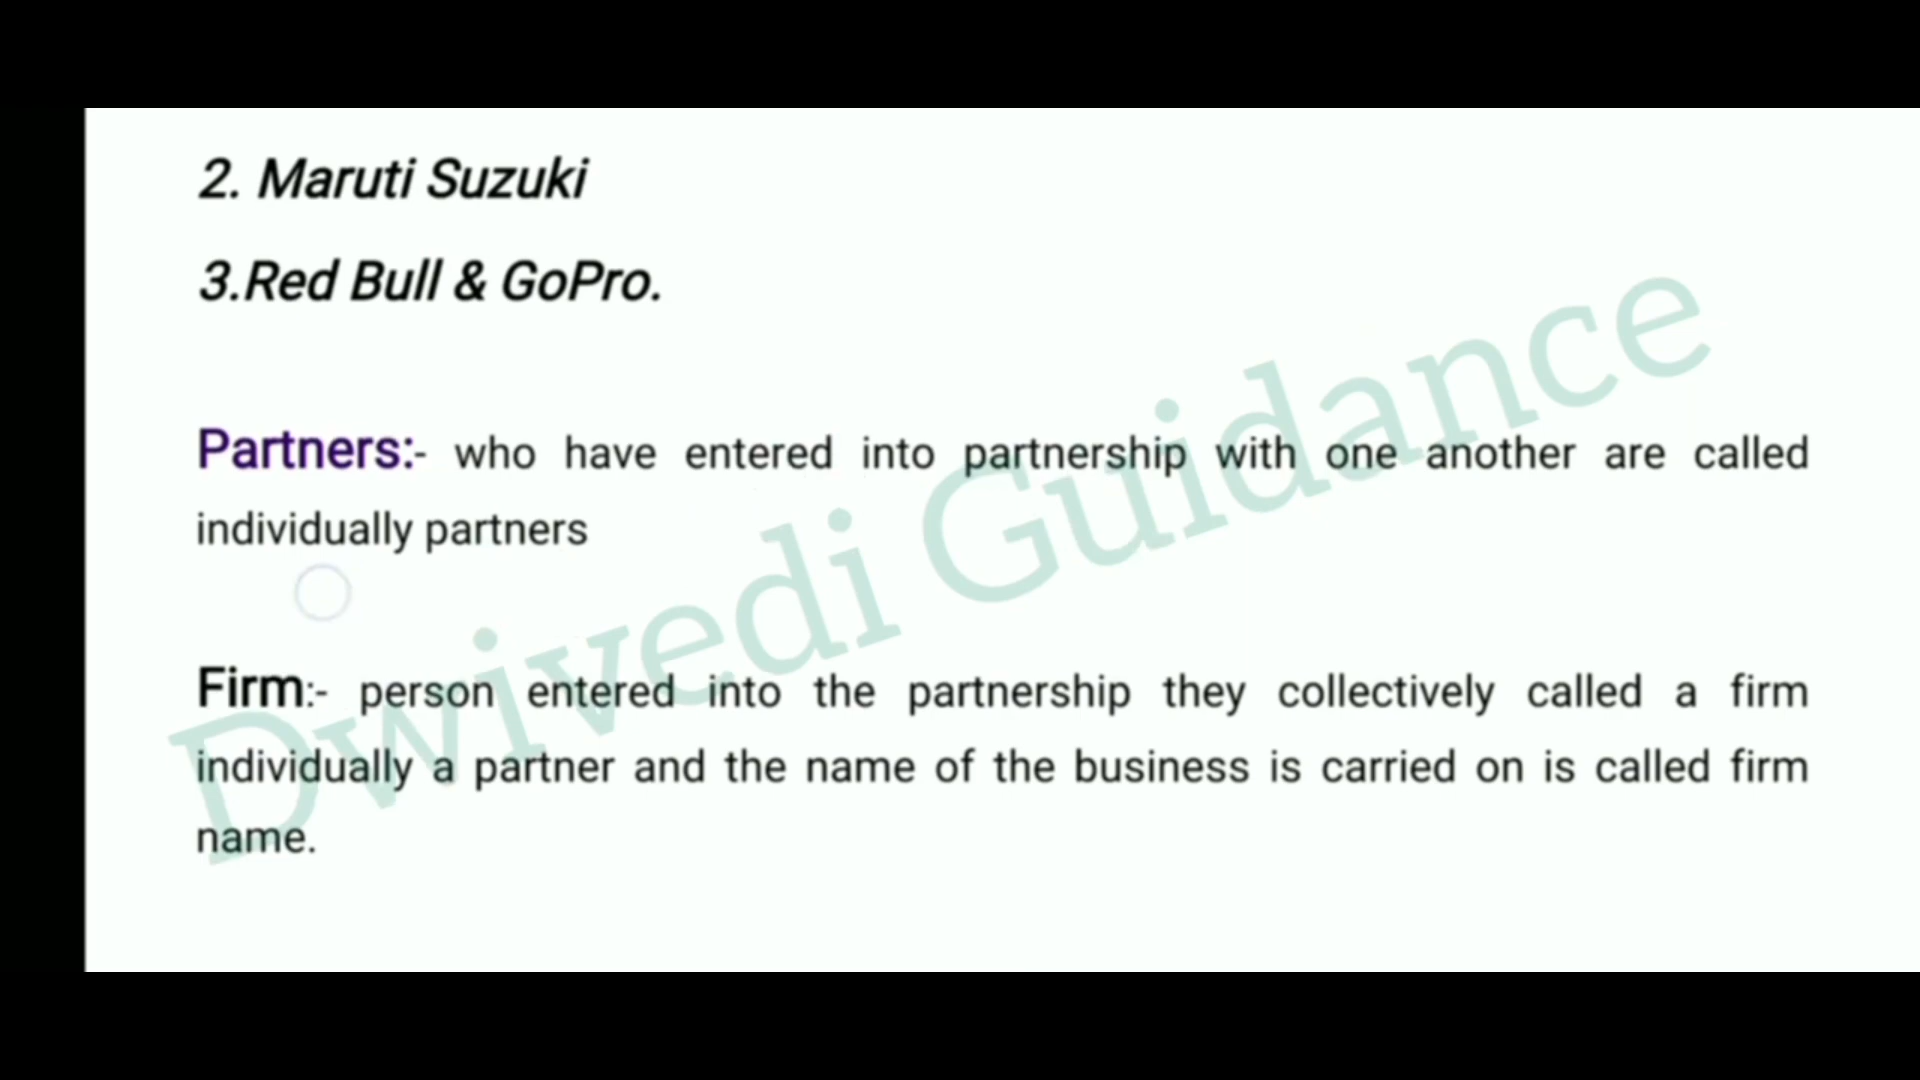 2. Maruti Suzuki
3.Red Bull & GoPro.
Partners:- who have entered into partnership with one another are called
individually partners
Firm:- person entered into the partnership they collectively called a firm
individually a partner and the name of the business is carried on is called firm
name.
Dwivedi Guidance